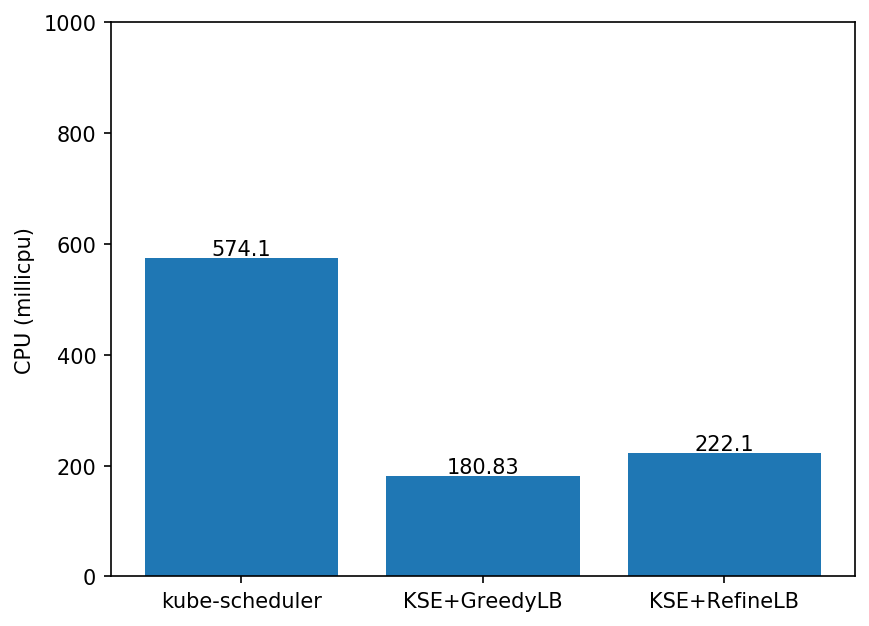 1000
800
600
400
200
0
CPU (millicpu)
574.1
180.83
222.1
kube-scheduler
KSE+GreedyLB
KSE+RefineLB